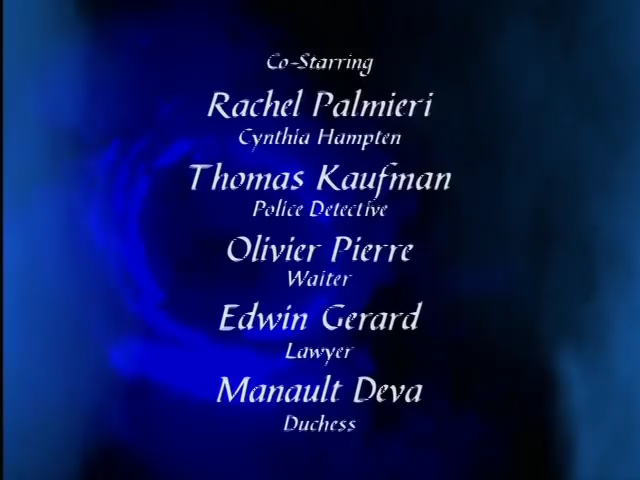 Co-Starring
Rachel Palmieri
Cynthia Hampten
Thomas Kaufman
Police Detective
Olivier Pierre
Waiter
Edwin Gerard
Lawyer
Manault Deva
Duchess